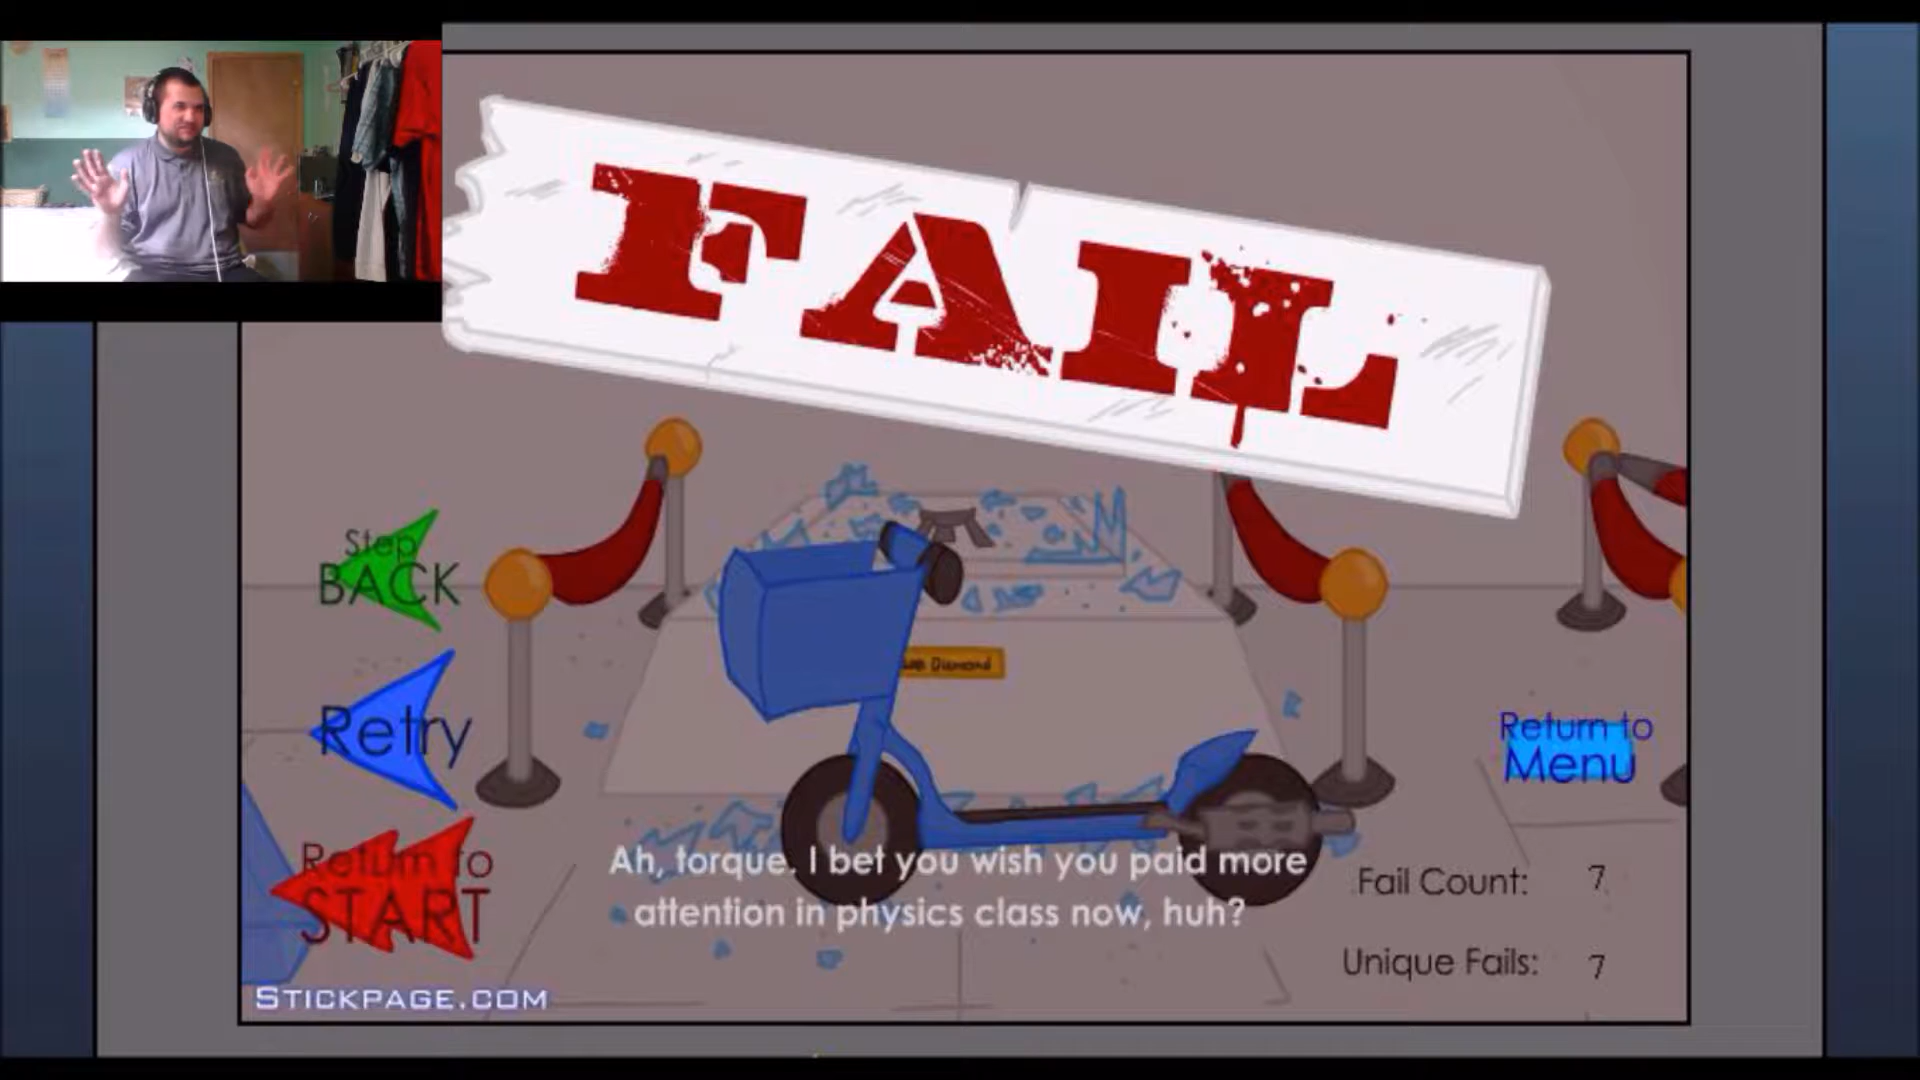 FAIL
Step
BACK
Retry
Diamond
Return to
Menu
Return to
START
Ah, torque. I bet you wish you paid more
attention in physics class now, huh?
Fail Count: 7
Unique Fails: 7
STICKPAGE.COM